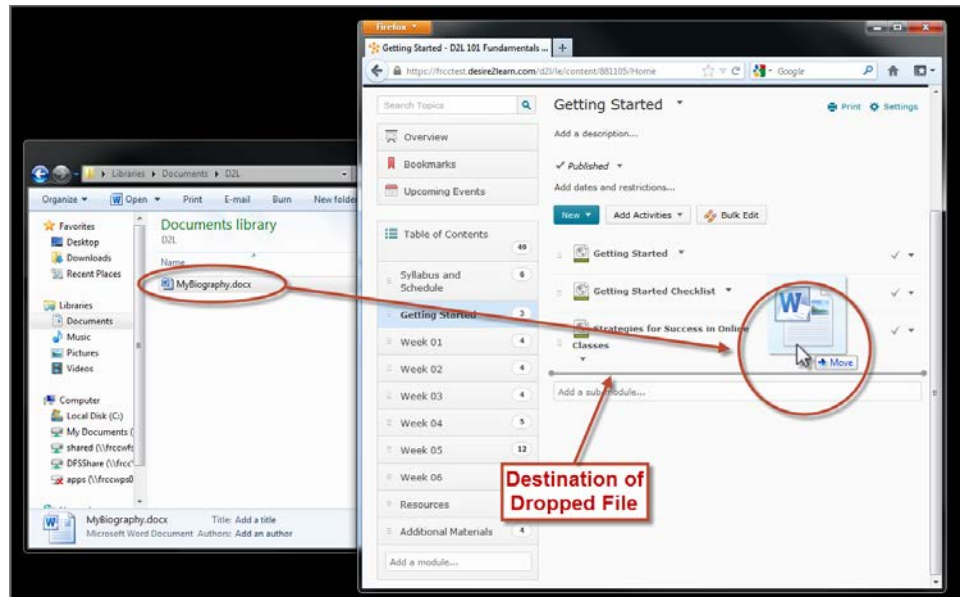 Libraries ▸ Documents ▸ D2L
Organize ▾ Open ▾ Print E-mail Burn New folder
Favorites
Desktop
Downloads
Recent Places
Libraries
Documents
Music
Pictures
Videos
Computer
Local Disk (C:)
My Documents (
shared (\\frccwfs
DFSShare (\\frcc
apps (\\frccwps0
Documents library
D2L
Name
MyBiography.docx
MyBiography.docx Title: Add a title
Microsoft Word Document Authors: Add an author
Firefox
Getting Started - D2L 101 Fundamentals ...
https://frcctest.desire2learn.com/d2l/le/content/881105/Home Google
Search Topics
Overview
Bookmarks
Upcoming Events
Table of Contents
49
Syllabus and 6
Schedule
Getting Started 3
Week 01 4
Week 02 4
Week 03 4
Week 04 5
Week 05 12
Week 06
Resources
Additional Materials 4
Add a module...
Getting Started
Print Settings
Add a description...
Published
Add dates and restrictions...
New Add Activities Bulk Edit
Getting Started
Getting Started Checklist
Strategies for Success in Online
Classes
Move
Add a submodule...
Destination of
Dropped File